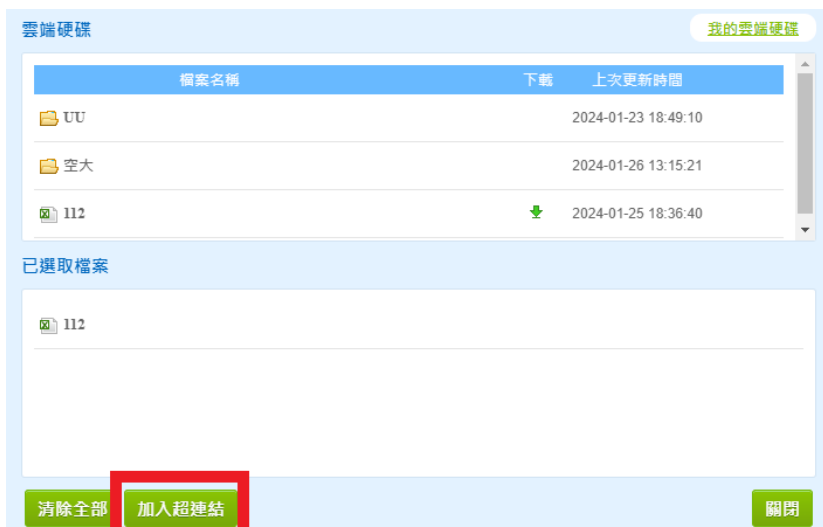 雲端硬碟 我的雲端硬碟
檔案名稱 下載 上次更新時間
UU 2024-01-23 18:49:10
空大 2024-01-26 13:15:21
112 2024-01-25 18:36:40
已選取檔案
112
清除全部 加入超連結 關閉